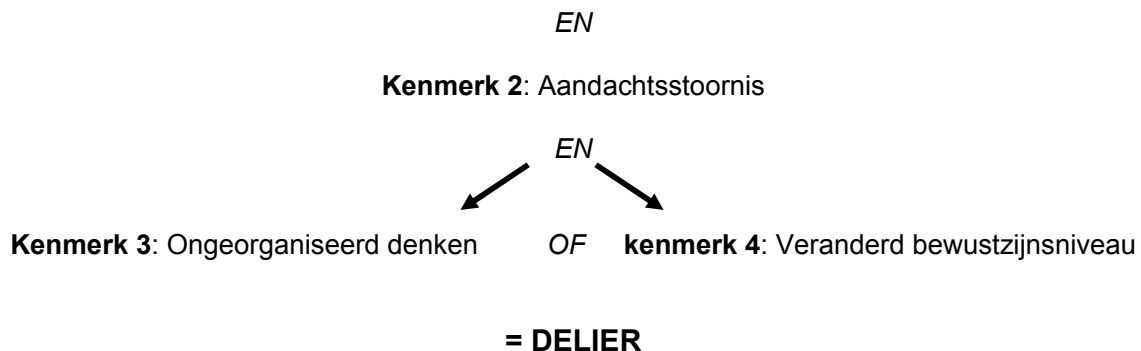 EN
Kenmerk 2: Aandachtsstoornis
EN
Kenmerk 3: Ongeorganiseerd denken OF kenmerk 4: Veranderd bewustzijnsniveau
= DELIER